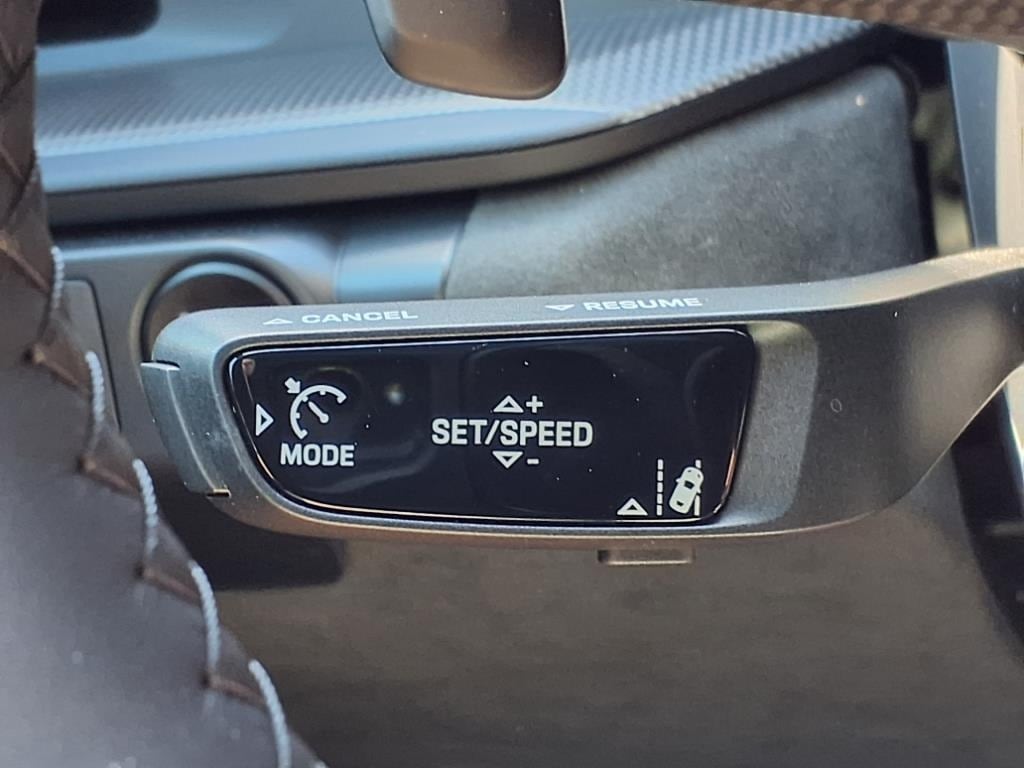 CANCEL RESUME
MODE
+
SET/SPEED
-